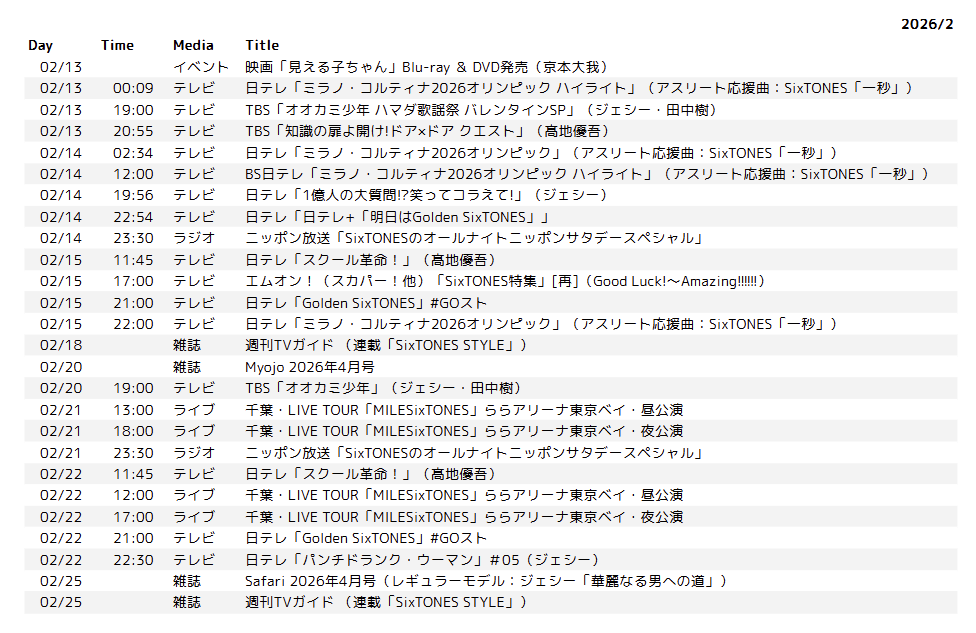 2026/2
Day Time Media Title
02/13 イベント 映画「見える子ちゃん」Blu-ray & DVD発売（京本大我）
02/13 00:09 テレビ 日テレ「ミラノ・コルティナ2026オリンピック ハイライト」（アスリート応援曲：SixTONES「一秒」）
02/13 19:00 テレビ TBS「オオカミ少年 ハマダ歌謡祭 バレンタインSP」（ジェシー・田中樹）
02/13 20:55 テレビ TBS「知識の扉よ開け!ドア×ドア クエスト」（髙地優吾）
02/14 02:34 テレビ 日テレ「ミラノ・コルティナ2026オリンピック」（アスリート応援曲：SixTONES「一秒」）
02/14 12:00 テレビ BS日テレ「ミラノ・コルティナ2026オリンピック ハイライト」（アスリート応援曲：SixTONES「一秒」）
02/14 19:56 テレビ 日テレ「1億人の大質問!?笑ってコラえて!」（ジェシー）
02/14 22:54 テレビ 日テレ「日テレ+「明日はGolden SixTONES」」
02/14 23:30 ラジオ ニッポン放送「SixTONESのオールナイトニッポンサタデースペシャル」
02/15 11:45 テレビ 日テレ「スクール革命！」（髙地優吾）
02/15 17:00 テレビ エムオン！（スカパー！他）「SixTONES特集」[再]（Good Luck!～Amazing!!!!!!）
02/15 21:00 テレビ 日テレ「Golden SixTONES」#GOスト
02/15 22:00 テレビ 日テレ「ミラノ・コルティナ2026オリンピック」（アスリート応援曲：SixTONES「一秒」）
02/18 雑誌 週刊TVガイド （連載「SixTONES STYLE」）
02/20 雑誌 Myojo 2026年4月号
02/20 19:00 テレビ TBS「オオカミ少年」（ジェシー・田中樹）
02/21 13:00 ライブ 千葉・LIVE TOUR「MILESixTONES」ららアリーナ東京ベイ・昼公演
02/21 18:00 ライブ 千葉・LIVE TOUR「MILESixTONES」ららアリーナ東京ベイ・夜公演
02/21 23:30 ラジオ ニッポン放送「SixTONESのオールナイトニッポンサタデースペシャル」
02/22 11:45 テレビ 日テレ「スクール革命！」（髙地優吾）
02/22 12:00 ライブ 千葉・LIVE TOUR「MILESixTONES」ららアリーナ東京ベイ・昼公演
02/22 17:00 ライブ 千葉・LIVE TOUR「MILESixTONES」ららアリーナ東京ベイ・夜公演
02/22 21:00 テレビ 日テレ「Golden SixTONES」#GOスト
02/22 22:30 テレビ 日テレ「パンチドランク・ウーマン」#05（ジェシー）
02/25 雑誌 Safari 2026年4月号（レギュラーモデル：ジェシー「華麗なる男への道」）
02/25 雑誌 週刊TVガイド （連載「SixTONES STYLE」）